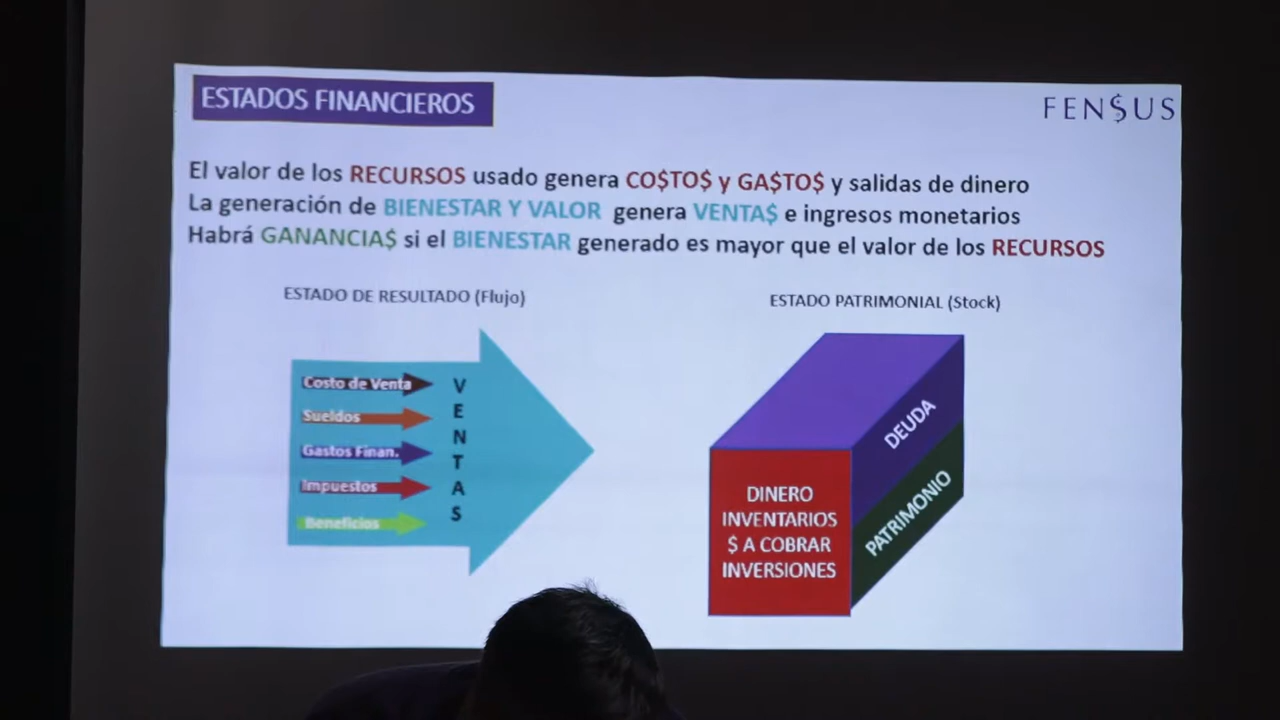 ESTADOS FINANCIEROS
FEN$US
El valor de los RECURSOS usado genera CO$TO$ y GA$TO$ y salidas de dinero
La generación de BIENESTAR Y VALOR genera VENTA$ e ingresos monetarios
Habrá GANANCIA$ si el BIENESTAR generado es mayor que el valor de los RECURSOS
ESTADO DE RESULTADO (Flujo)
Costo de Venta
Sueldos
Gastos Finan.
Impuestos
Beneficios
VENTAS
ESTADO PATRIMONIAL (Stock)
DINERO
INVENTARIOS
$ A COBRAR
INVERSIONES
DEUDA
PATRIMONIO